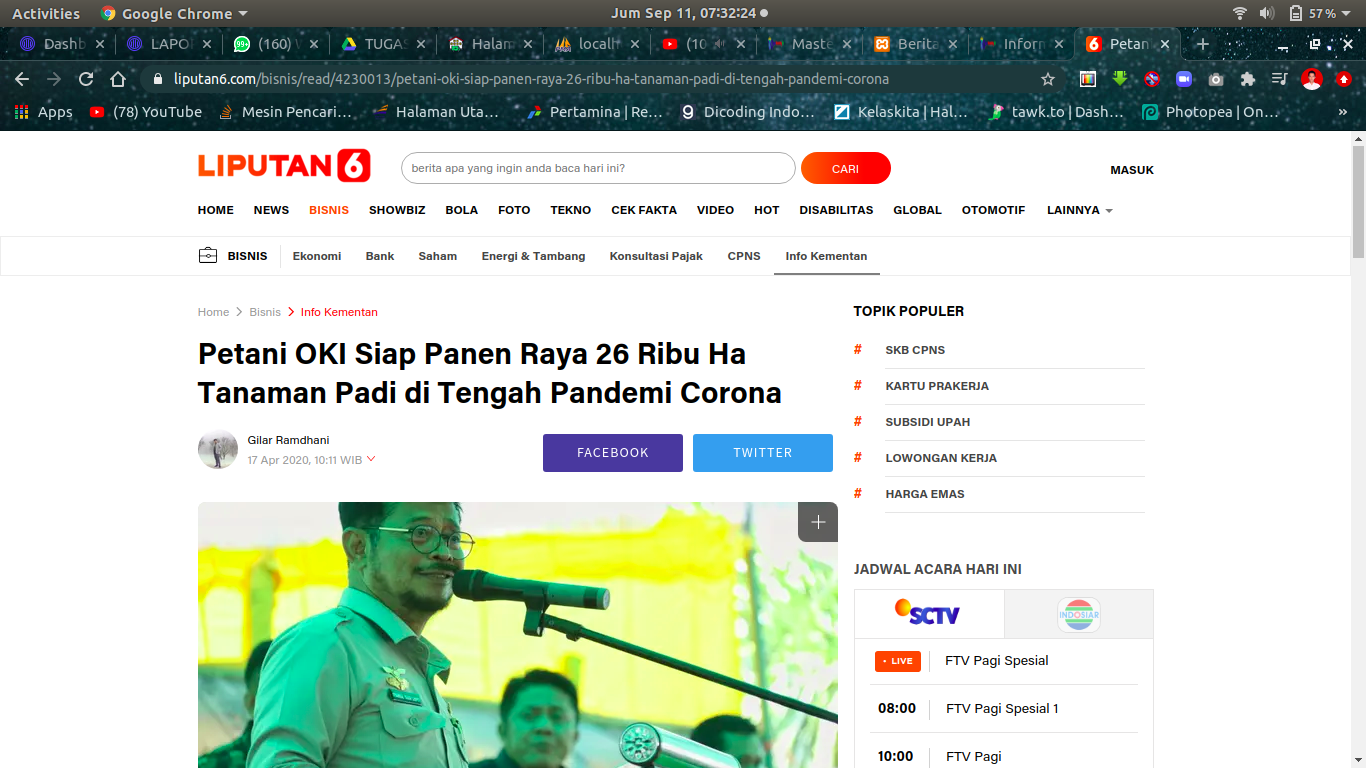 Activities
Google Chrome
Jum Sep 11, 07:32:24
57 %
Dashb
LAPO
99+
(160) W
TUGAS
Halam
localh
(10
Maste
Berita
Inform
Petan
liputan6.com/bisnis/read/4230013/petani-oki-siap-panen-raya-26-ribu-ha-tanaman-padi-di-tengah-pandemi-corona
Apps
(78) YouTube
Mesin Pencari…
Halaman Uta…
Pertamina | Re…
Dicoding Indo…
Kelaskita | Hal…
tawk.to | Dash…
Photopea | On…
»
LIPUTAN 6
berita apa yang ingin anda baca hari ini?
CARI
MASUK
HOME
NEWS
BISNIS
SHOWBIZ
BOLA
FOTO
TEKNO
CEK FAKTA
VIDEO
HOT
DISABILITAS
GLOBAL
OTOMOTIF
LAINNYA
BISNIS
Ekonomi
Bank
Saham
Energi & Tambang
Konsultasi Pajak
CPNS
Info Kementan
Home
Bisnis
Info Kementan
Petani OKI Siap Panen Raya 26 Ribu Ha
Tanaman Padi di Tengah Pandemi Corona
Gilar Ramdhani
17 Apr 2020, 10:11 WIB
FACEBOOK
TWITTER
TOPIK POPULER
# SKB CPNS
# KARTU PRAKERJA
# SUBSIDI UPAH
# LOWONGAN KERJA
# HARGA EMAS
JADWAL ACARA HARI INI
SCTV
INDOSIAR
• LIVE
FTV Pagi Spesial
08:00
FTV Pagi Spesial 1
10:00
FTV Pagi